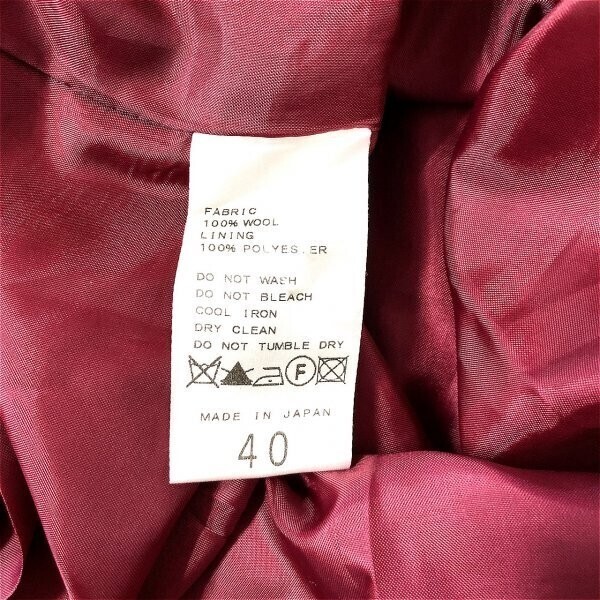 FABRIC
100% WOOL
LINING
100% POLYES.ER
DO NOT WASH
DO NOT BLEACH
COOL IRON
DRY CLEAN
DO NOT TUMBLE DRY
F
MADE IN JAPAN
40